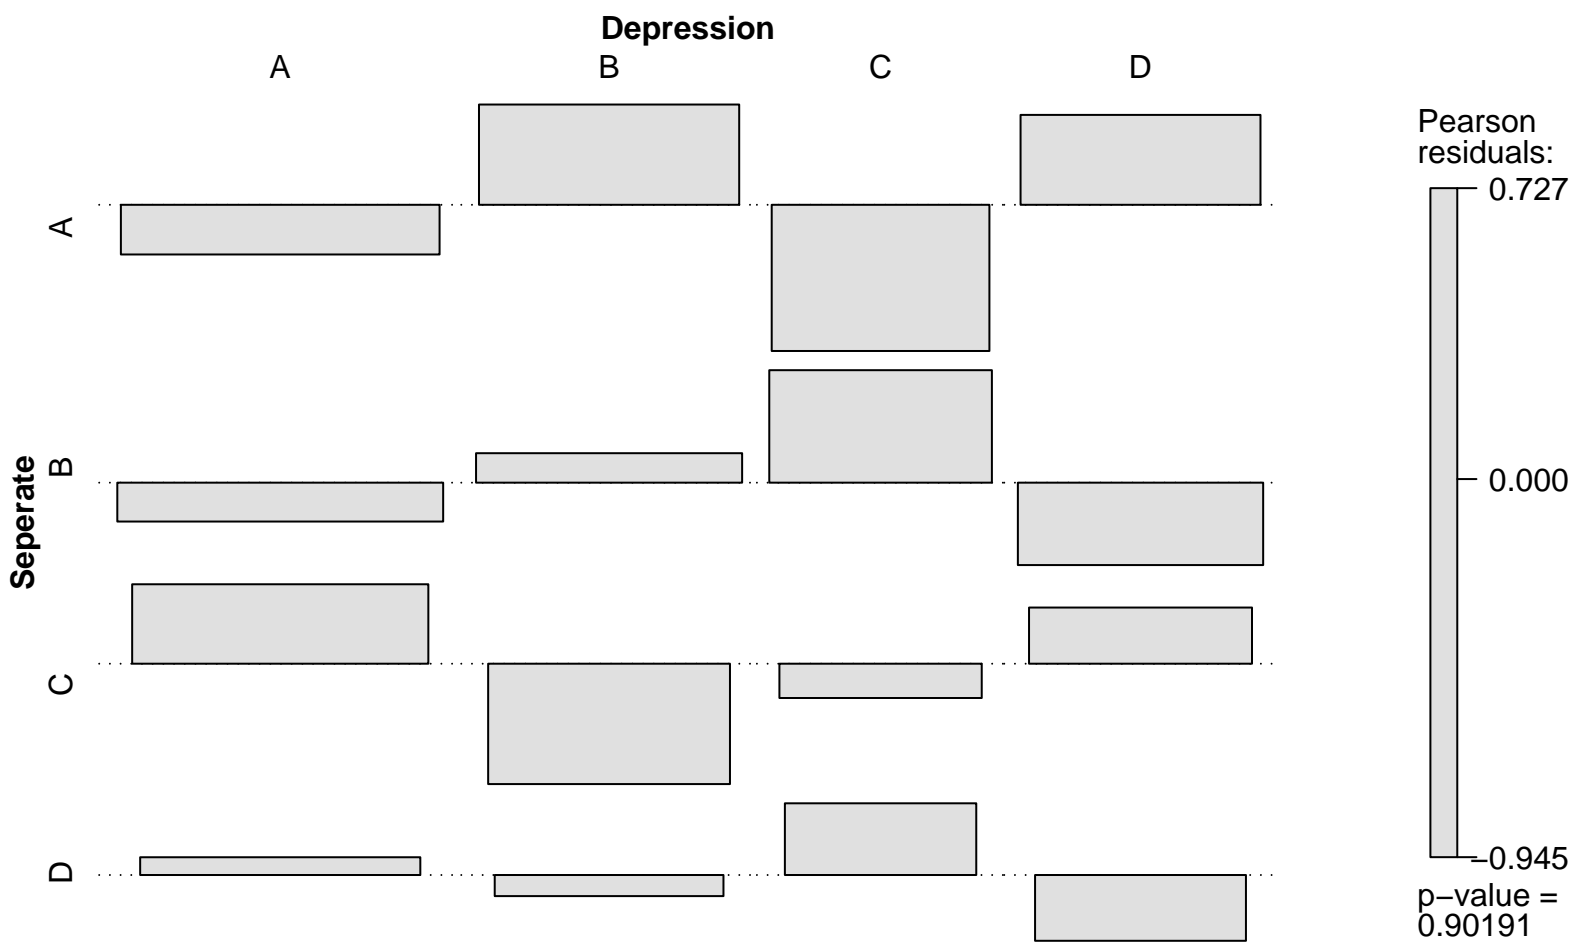 Depression
A B C D
Pearson
residuals:
0.727
A
B
0.000
Seperate
C
D
−0.945
p−value =
0.90191